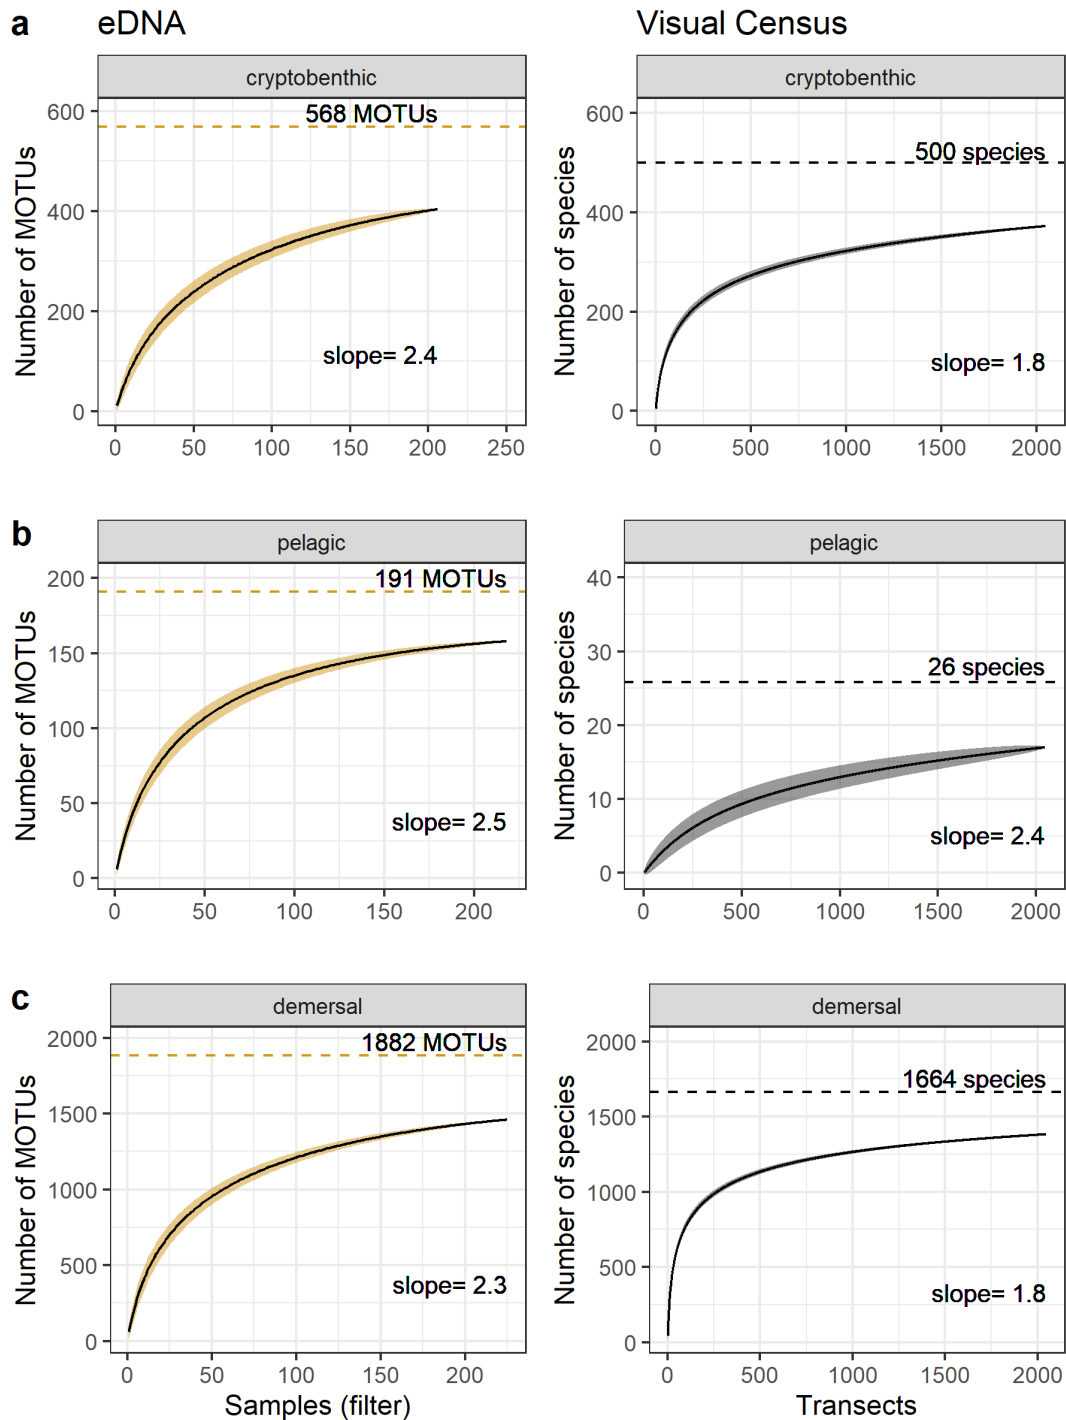 a eDNA Visual Census
cryptobenthic
568 MOTUs
600
400
200
0
Number of MOTUs
slope= 2.4
0 50 100 150 200 250
cryptobenthic
500 species
600
400
200
0
Number of species
slope= 1.8
0 500 1000 1500 2000
b
pelagic
191 MOTUs
200
150
100
50
0
Number of MOTUs
slope= 2.5
0 50 100 150 200
pelagic
26 species
40
30
20
10
0
Number of species
slope= 2.4
0 500 1000 1500 2000
c
demersal
1882 MOTUs
2000
1500
1000
500
0
Number of MOTUs
slope= 2.3
0 50 100 150 200
Samples (filter)
demersal
1664 species
2000
1500
1000
500
0
Number of species
slope= 1.8
0 500 1000 1500 2000
Transects